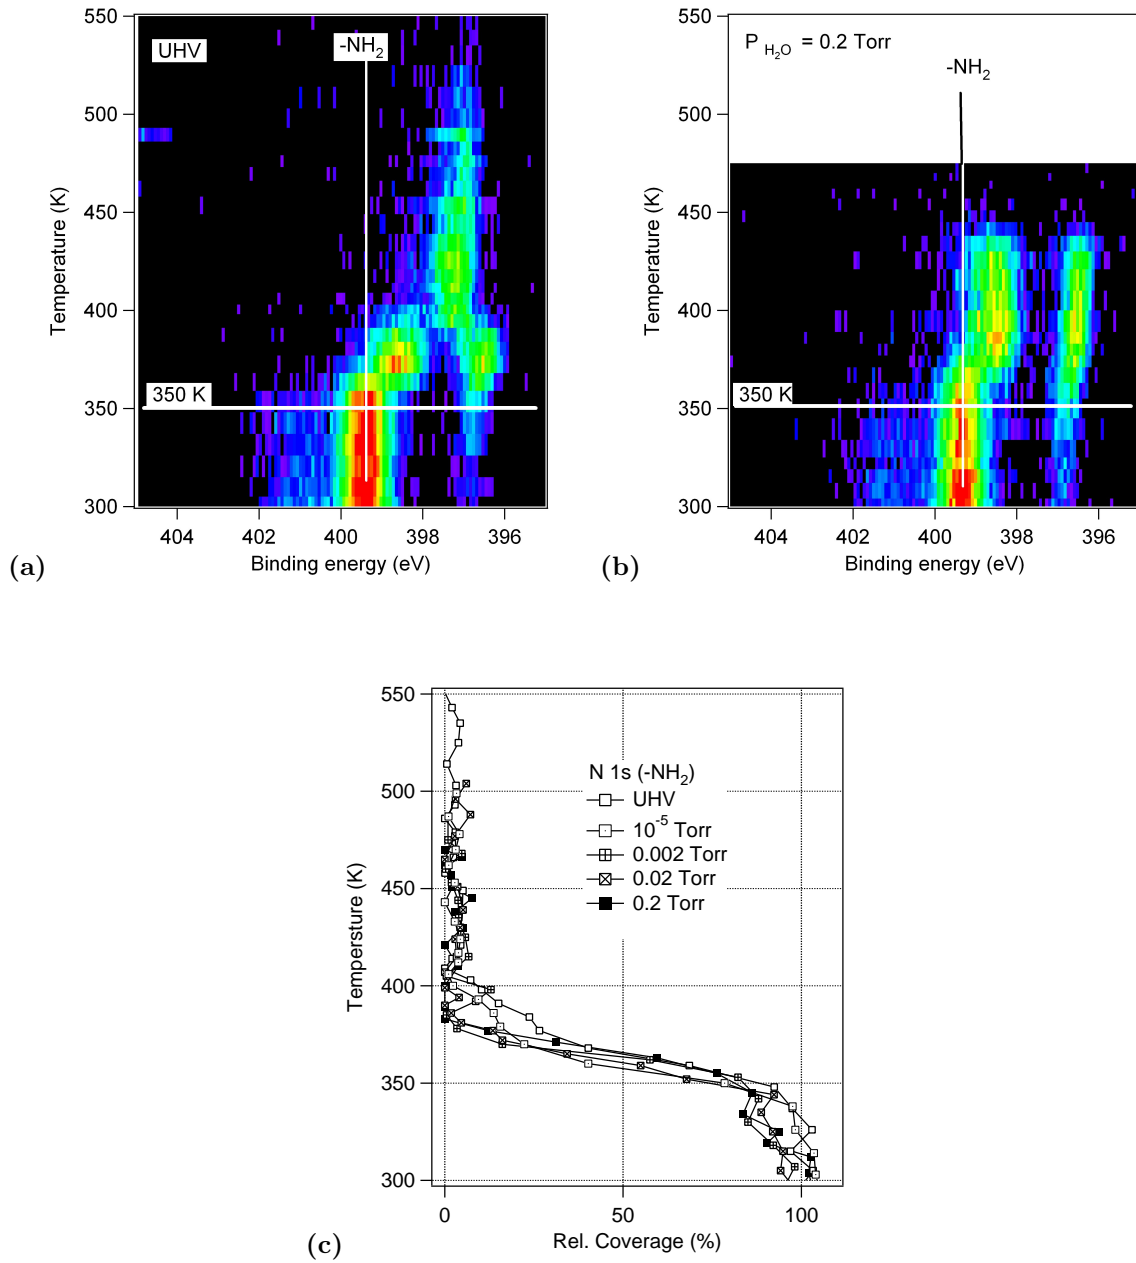 550
500
450
400
350
300
Temperature (K)
UHV
-NH2
350 K
404
402
400
398
396
Binding energy (eV)
(a)
550
500
450
400
350
300
Temperature (K)
P H2O = 0.2 Torr
-NH2
350 K
404
402
400
398
396
Binding energy (eV)
(b)
550
500
450
400
350
300
Tempersture (K)
N 1s (-NH2)
UHV
10-5 Torr
0.002 Torr
0.02 Torr
0.2 Torr
0
50
100
Rel. Coverage (%)
(c)